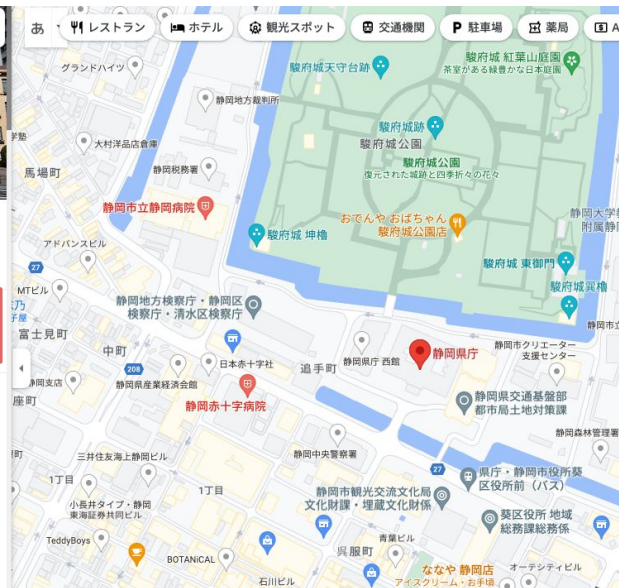 あ
レストラン
ホテル
観光スポット
交通機関
P 駐車場
薬局
グランドハイツ
駿府城天守台跡
駿府城 紅葉山庭園
茶室がある緑豊かな日本庭園
静岡地方裁判所
大村洋品店倉庫
駿府城跡
駿府城公園
駿府城公園
復元された城跡と四季折々の花々
馬場町
静岡税務署
静岡市立静岡病院
おでんや おばちゃん
駿府城公園店
静岡大学
附属静
駿府城 坤櫓
アドバンスビル
27
駿府城 東御門
駿府城巽櫓
MTビル
静岡地方検察庁・静岡区
検察庁・清水区検察庁
富士見町
中町
208
日本赤十字社
追手町
静岡県庁 西館
静岡県庁
静岡市クリエーター
支援センター
静岡市立
静岡支店
静岡県産業経済会館
座町
静岡赤十字病院
静岡県交通基盤部
都市局土地対策課
静岡中央警察署
静岡森林管理署
三井住友海上静岡ビル
27
県庁・静岡市役所葵
区役所前（バス）
1丁目
1丁目
静岡市観光交流文化局
文化財課・埋蔵文化財係
小長井タイプ・静岡
東海証券共同ビル
葵区役所 地域
総務課総務係
TeddyBoys
青葉ビル
呉服町
BOTANiCAL
ななや 静岡店
アイスクリーム・お手頃
オーテシティビル
石川ビル